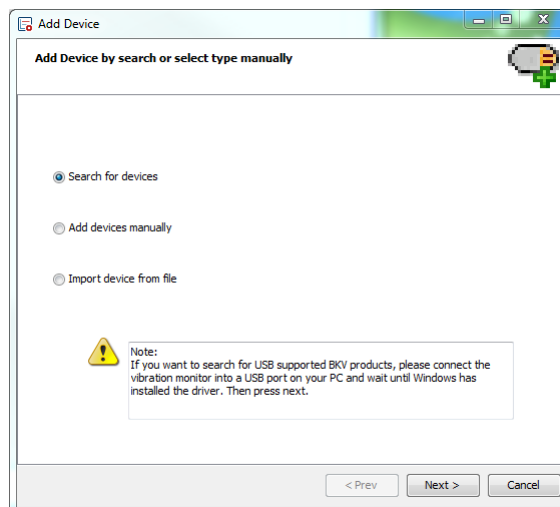 Add Device
Add Device by search or select type manually
Search for devices
Add devices manually
Import device from file
Note:
If you want to search for USB supported BKV products, please connect the
vibration monitor into a USB port on your PC and wait until Windows has
installed the driver. Then press next.
< Prev
Next >
Cancel